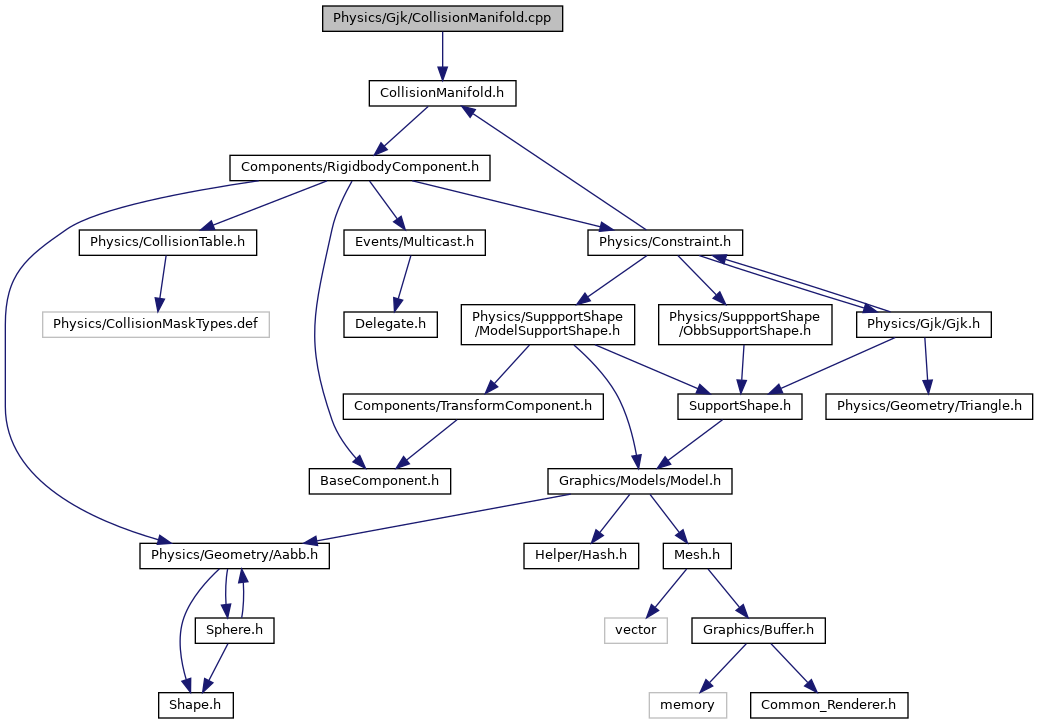 Physics/Gjk/CollisionManifold.cpp
CollisionManifold.h
Components/RigidbodyComponent.h
Physics/CollisionTable.h
Events/Multicast.h
Physics/Constraint.h
Physics/CollisionMaskTypes.def
Delegate.h
Physics/SuppportShape
/ModelSupportShape.h
Physics/SuppportShape
/ObbSupportShape.h
Physics/Gjk/Gjk.h
Components/TransformComponent.h
SupportShape.h
Physics/Geometry/Triangle.h
BaseComponent.h
Graphics/Models/Model.h
Physics/Geometry/Aabb.h
Helper/Hash.h
Mesh.h
Sphere.h
vector
Graphics/Buffer.h
Shape.h
memory
Common_Renderer.h